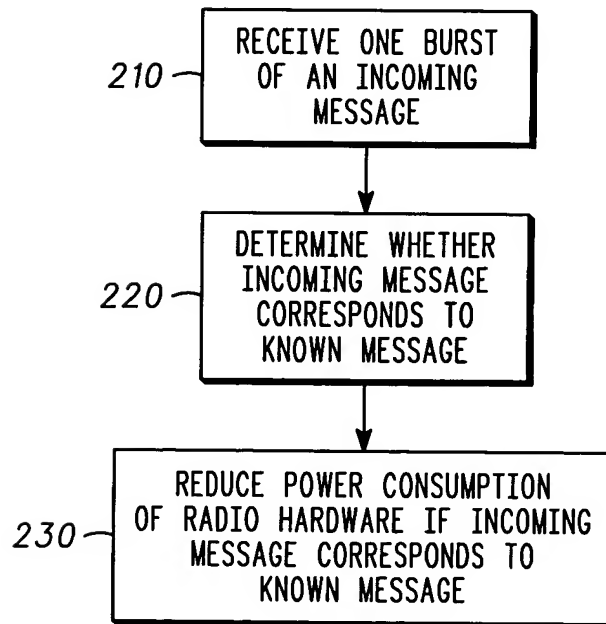 210
RECEIVE ONE BURST
OF AN INCOMING
MESSAGE
220
DETERMINE WHETHER
INCOMING MESSAGE
CORRESPONDS TO
KNOWN MESSAGE
230
REDUCE POWER CONSUMPTION
OF RADIO HARDWARE IF INCOMING
MESSAGE CORRESPONDS TO
KNOWN MESSAGE